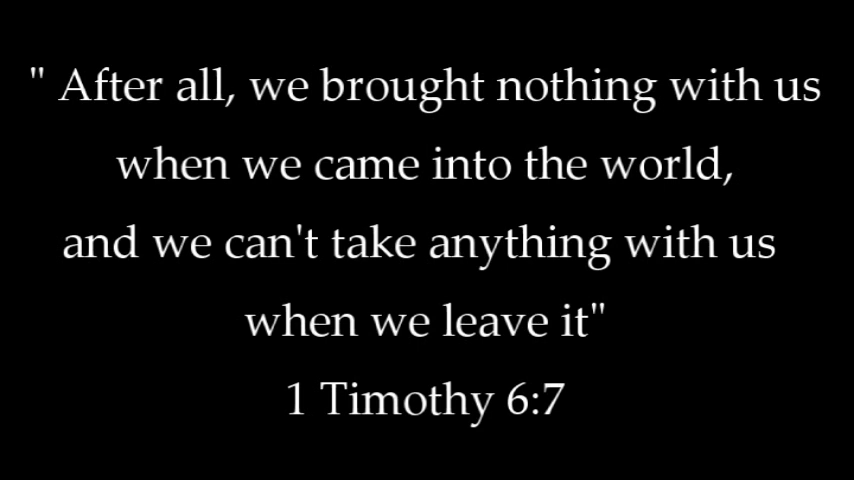 " After all, we brought nothing with us
when we came into the world,
and we can't take anything with us
when we leave it"
1 Timothy 6:7